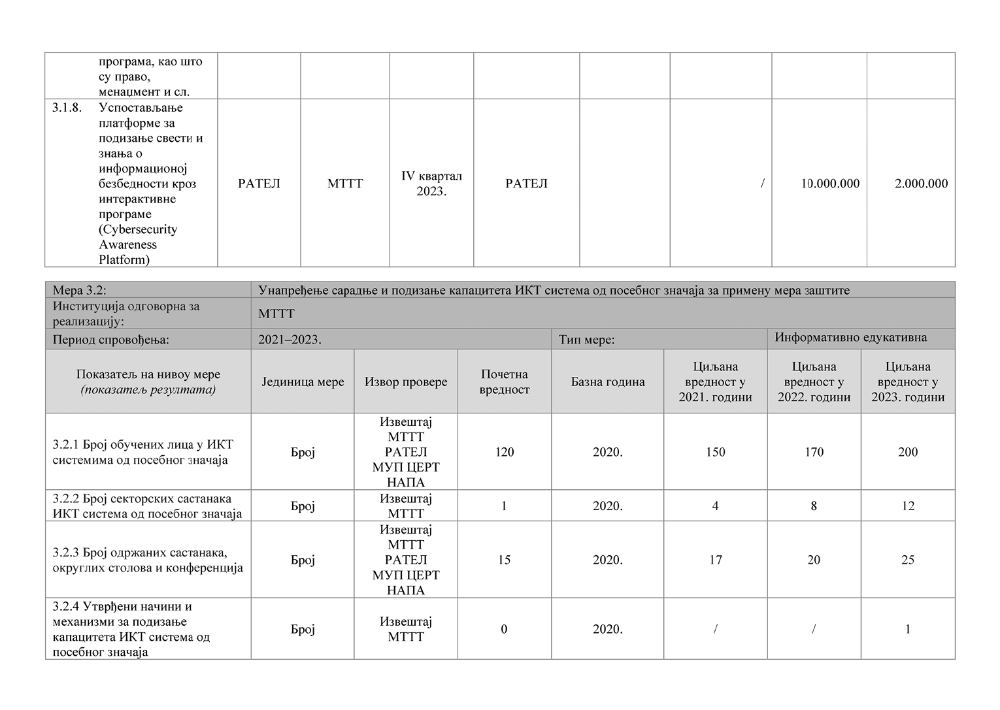 програма, као што
су право,
менаџмент и сл.
3.1.8. Успостављање
платформе за
подизање свести и
знања о
информационој
безбедности кроз
интерактивне
програме
(Cybersecurity
Awareness
Platform)
РАТЕЛ
МТТТ
IV квартал
2023.
РАТЕЛ
/
10.000.000
2.000.000
Мера 3.2:
Унапређење сарадње и подизање капацитета ИКТ система од посебног значаја за примену мера заштите
Институција одговорна за
реализацију:
МТТТ
Период спровођења:
2021–2023.
Тип мере:
Информативно едукативна
Показатељ на нивоу мере
(показатељ резултата)
Јединица мере
Извор провере
Почетна
вредност
Базна година
Циљана
вредност у
2021. години
Циљана
вредност у
2022. години
Циљана
вредност у
2023. години
3.2.1 Број обучених лица у ИКТ
системима од посебног значаја
Број
Извештај
МТТТ
РАТЕЛ
МУП ЦЕРТ
НАПА
120
2020.
150
170
200
3.2.2 Број секторских састанака
ИКТ система од посебног значаја
Број
Извештај
МТТТ
1
2020.
4
8
12
3.2.3 Број одржаних састанака,
округлих столова и конференција
Број
Извештај
МТТТ
РАТЕЛ
МУП ЦЕРТ
НАПА
15
2020.
17
20
25
3.2.4 Утврђени начини и
механизми за подизање
капацитета ИКТ система од
посебног значаја
Број
Извештај
МТТТ
0
2020.
/
/
1